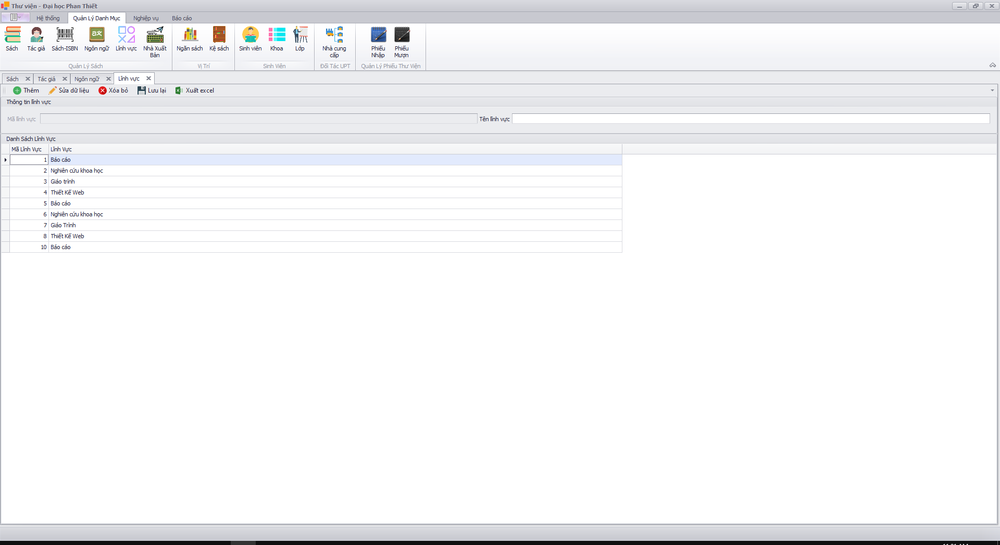 Thư viện - Đại học Phan Thiết
Hệ thống Quản Lý Danh Mục Nghiệp vụ Báo cáo
Sách Tác giả Sách-ISBN Ngôn ngữ Lĩnh vực Nhà Xuất Bản Ngăn sách Kệ sách Sinh viên Khoa Lớp Nhà cung cấp Phiếu Nhập Phiếu Mượn
Quản Lý Sách Vị Trí Sinh Viên Đối Tác UPT Quản Lý Phiếu Thư Viện
Sách Tác giả Ngôn ngữ Lĩnh vực
Thêm Sửa dữ liệu Xóa bỏ Lưu lại Xuất excel
Thông tin lĩnh vực
Mã lĩnh vực Tên lĩnh vực
Danh Sách Lĩnh Vực
Mã Lĩnh Vực Lĩnh Vực
1 Báo cáo
2 Nghiên cứu khoa học
3 Giáo trình
4 Thiết Kế Web
5 Báo cáo
6 Nghiên cứu khoa học
7 Giáo Trình
8 Thiết Kế Web
10 Báo cáo